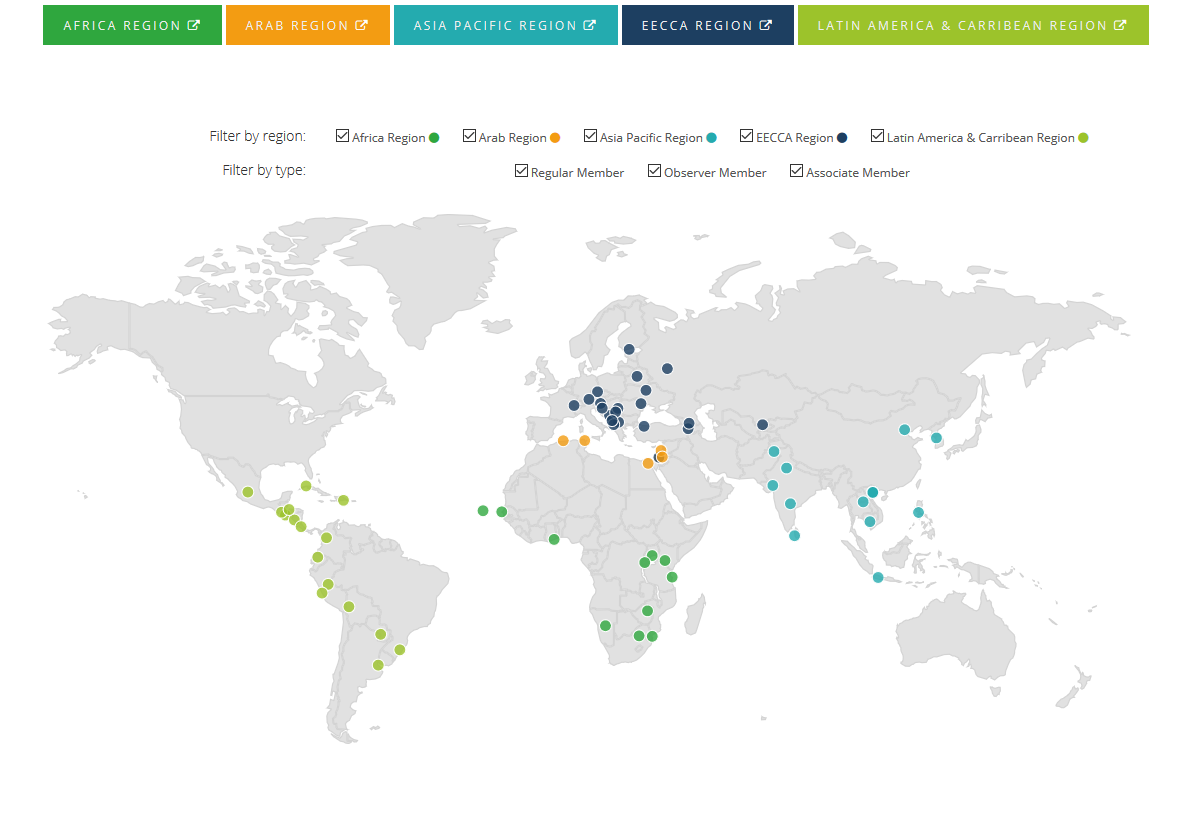 AFRICA REGION
ARAB REGION
ASIA PACIFIC REGION
EECCA REGION
LATIN AMERICA & CARRIBEAN REGION
Filter by region:
Africa Region
Arab Region
Asia Pacific Region
EECCA Region
Latin America & Carribean Region
Filter by type:
Regular Member
Observer Member
Associate Member